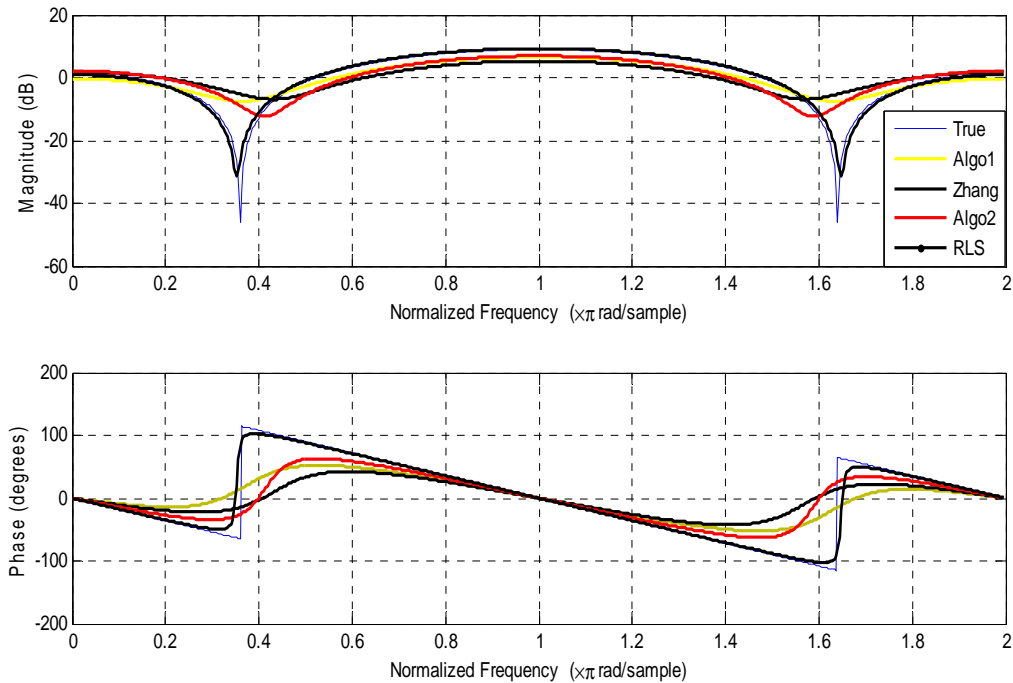 20
0
-20
-40
-60
Magnitude (dB)
0 0.2 0.4 0.6 0.8 1 1.2 1.4 1.6 1.8 2
Normalized Frequency (×π rad/sample)
True
Algo1
Zhang
Algo2
RLS
200
100
0
-100
-200
Phase (degrees)
0 0.2 0.4 0.6 0.8 1 1.2 1.4 1.6 1.8 2
Normalized Frequency (×π rad/sample)